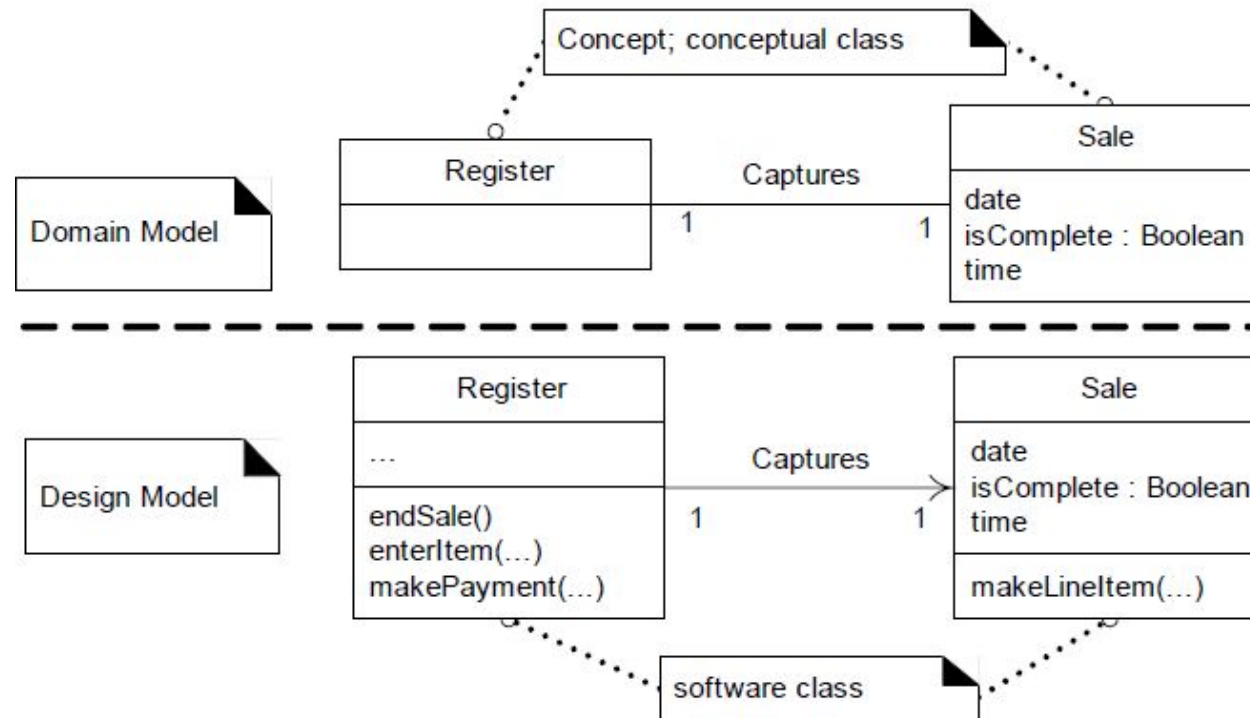 Concept; conceptual class
Register
Captures
1
1
Sale
date
isComplete : Boolean
time
Domain Model
Register
...
endSale()
enterItem(...)
makePayment(...)
Captures
1
1
Sale
date
isComplete : Boolean
time
makeLineItem(...)
Design Model
software class